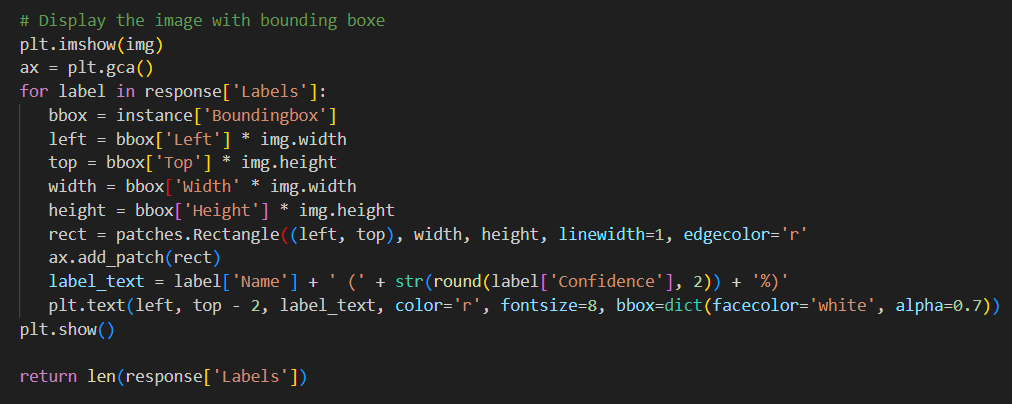 # Display the image with bounding boxe
plt.imshow(img)
ax = plt.gca()
for label in response['Labels']:
    bbox = instance['Boundingbox']
    left = bbox['Left'] * img.width
    top = bbox['Top'] * img.height
    width = bbox['Width' * img.width
    height = bbox['Height'] * img.height
    rect = patches.Rectangle((left, top), width, height, linewidth=1, edgecolor='r'
    ax.add_patch(rect)
    label_text = label['Name'] + ' (' + str(round(label['Confidence'], 2)) + '%)'
    plt.text(left, top - 2, label_text, color='r', fontsize=8, bbox=dict(facecolor='white', alpha=0.7))
plt.show()

return len(response['Labels'])